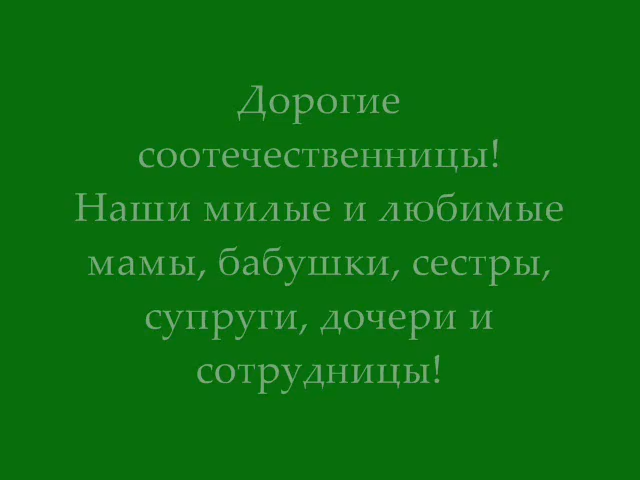 Дорогие
соотечественницы!
Наши милые и любимые
мамы, бабушки, сестры,
супруги, дочери и
сотрудницы!